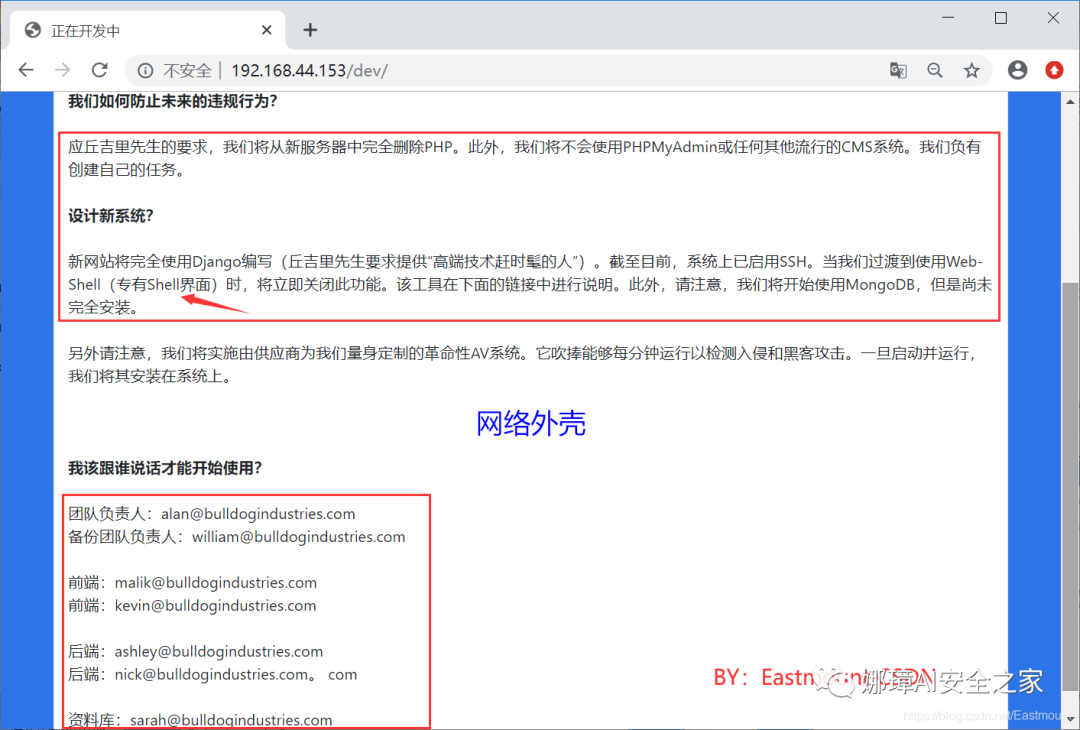 正在开发中
不安全 | 192.168.44.153/dev/
我们如何防止未来的违规行为？
应丘吉里先生的要求，我们将从新服务器中完全删除PHP。此外，我们将不会使用PHPMyAdmin或任何其他流行的CMS系统。我们负有
创建自己的任务。
设计新系统？
新网站将完全使用Django编写（丘吉里先生要求提供“高端技术赶时髦的人”）。截至目前，系统上已启用SSH。当我们过渡到使用Web-
Shell（专有Shell界面）时，将立即关闭此功能。该工具在下面的链接中进行说明。此外，请注意，我们将开始使用MongoDB，但是尚未
完全安装。
另外请注意，我们将实施由供应商为我们量身定制的革命性AV系统。它吹捧能够每分钟运行以检测入侵和黑客攻击。一旦启动并运行，
我们将其安装在系统上。
网络外壳
我该跟谁说话才能开始使用？
团队负责人：alan@bulldogindustries.com
备份团队负责人：william@bulldogindustries.com
前端：malik@bulldogindustries.com
前端：kevin@bulldogindustries.com
后端：ashley@bulldogindustries.com
后端：nick@bulldogindustries.com。 com
资料库：sarah@bulldogindustries.com
BY：Eastmount CSDN
娜璋AI安全之家
https://blog.csdn.net/Eastmount